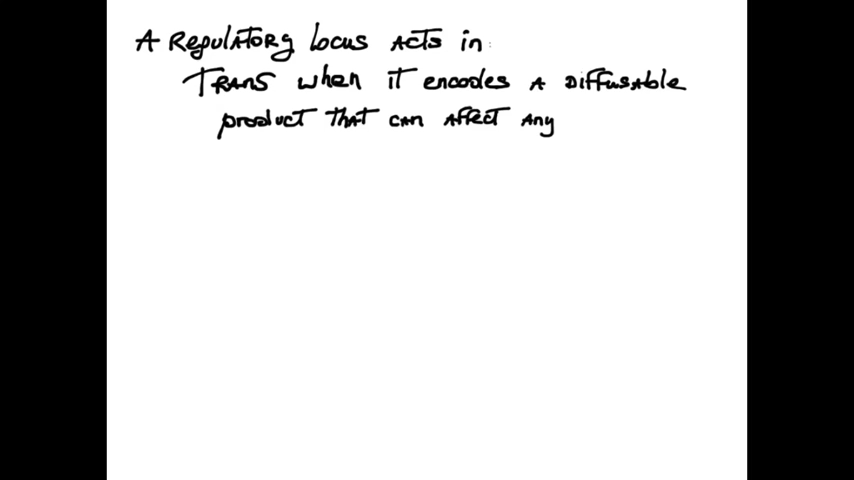 A Regulatory locus acts in:
Trans when it encodes a diffusable
product that can affect any